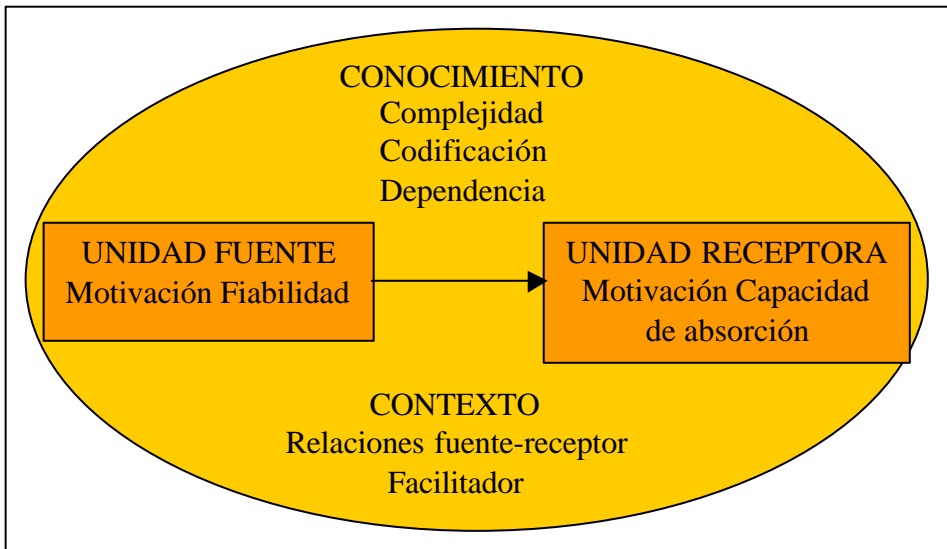 CONOCIMIENTO
Complejidad
Codificación
Dependencia
UNIDAD FUENTE
Motivación Fiabilidad
UNIDAD RECEPTORA
Motivación Capacidad
de absorción
CONTEXTO
Relaciones fuente-receptor
Facilitador